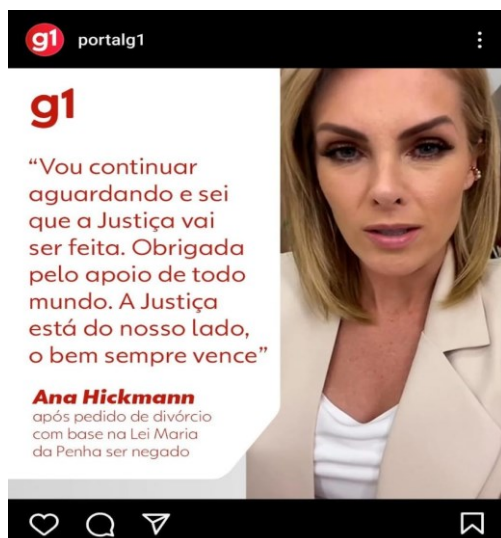 g1 portalg1
g1
“Vou continuar
aguardando e sei
que a Justiça vai
ser feita. Obrigada
pelo apoio de todo
mundo. A Justiça
está do nosso lado,
o bem sempre vence”
Ana Hickmann
após pedido de divórcio
com base na Lei Maria
da Penha ser negado